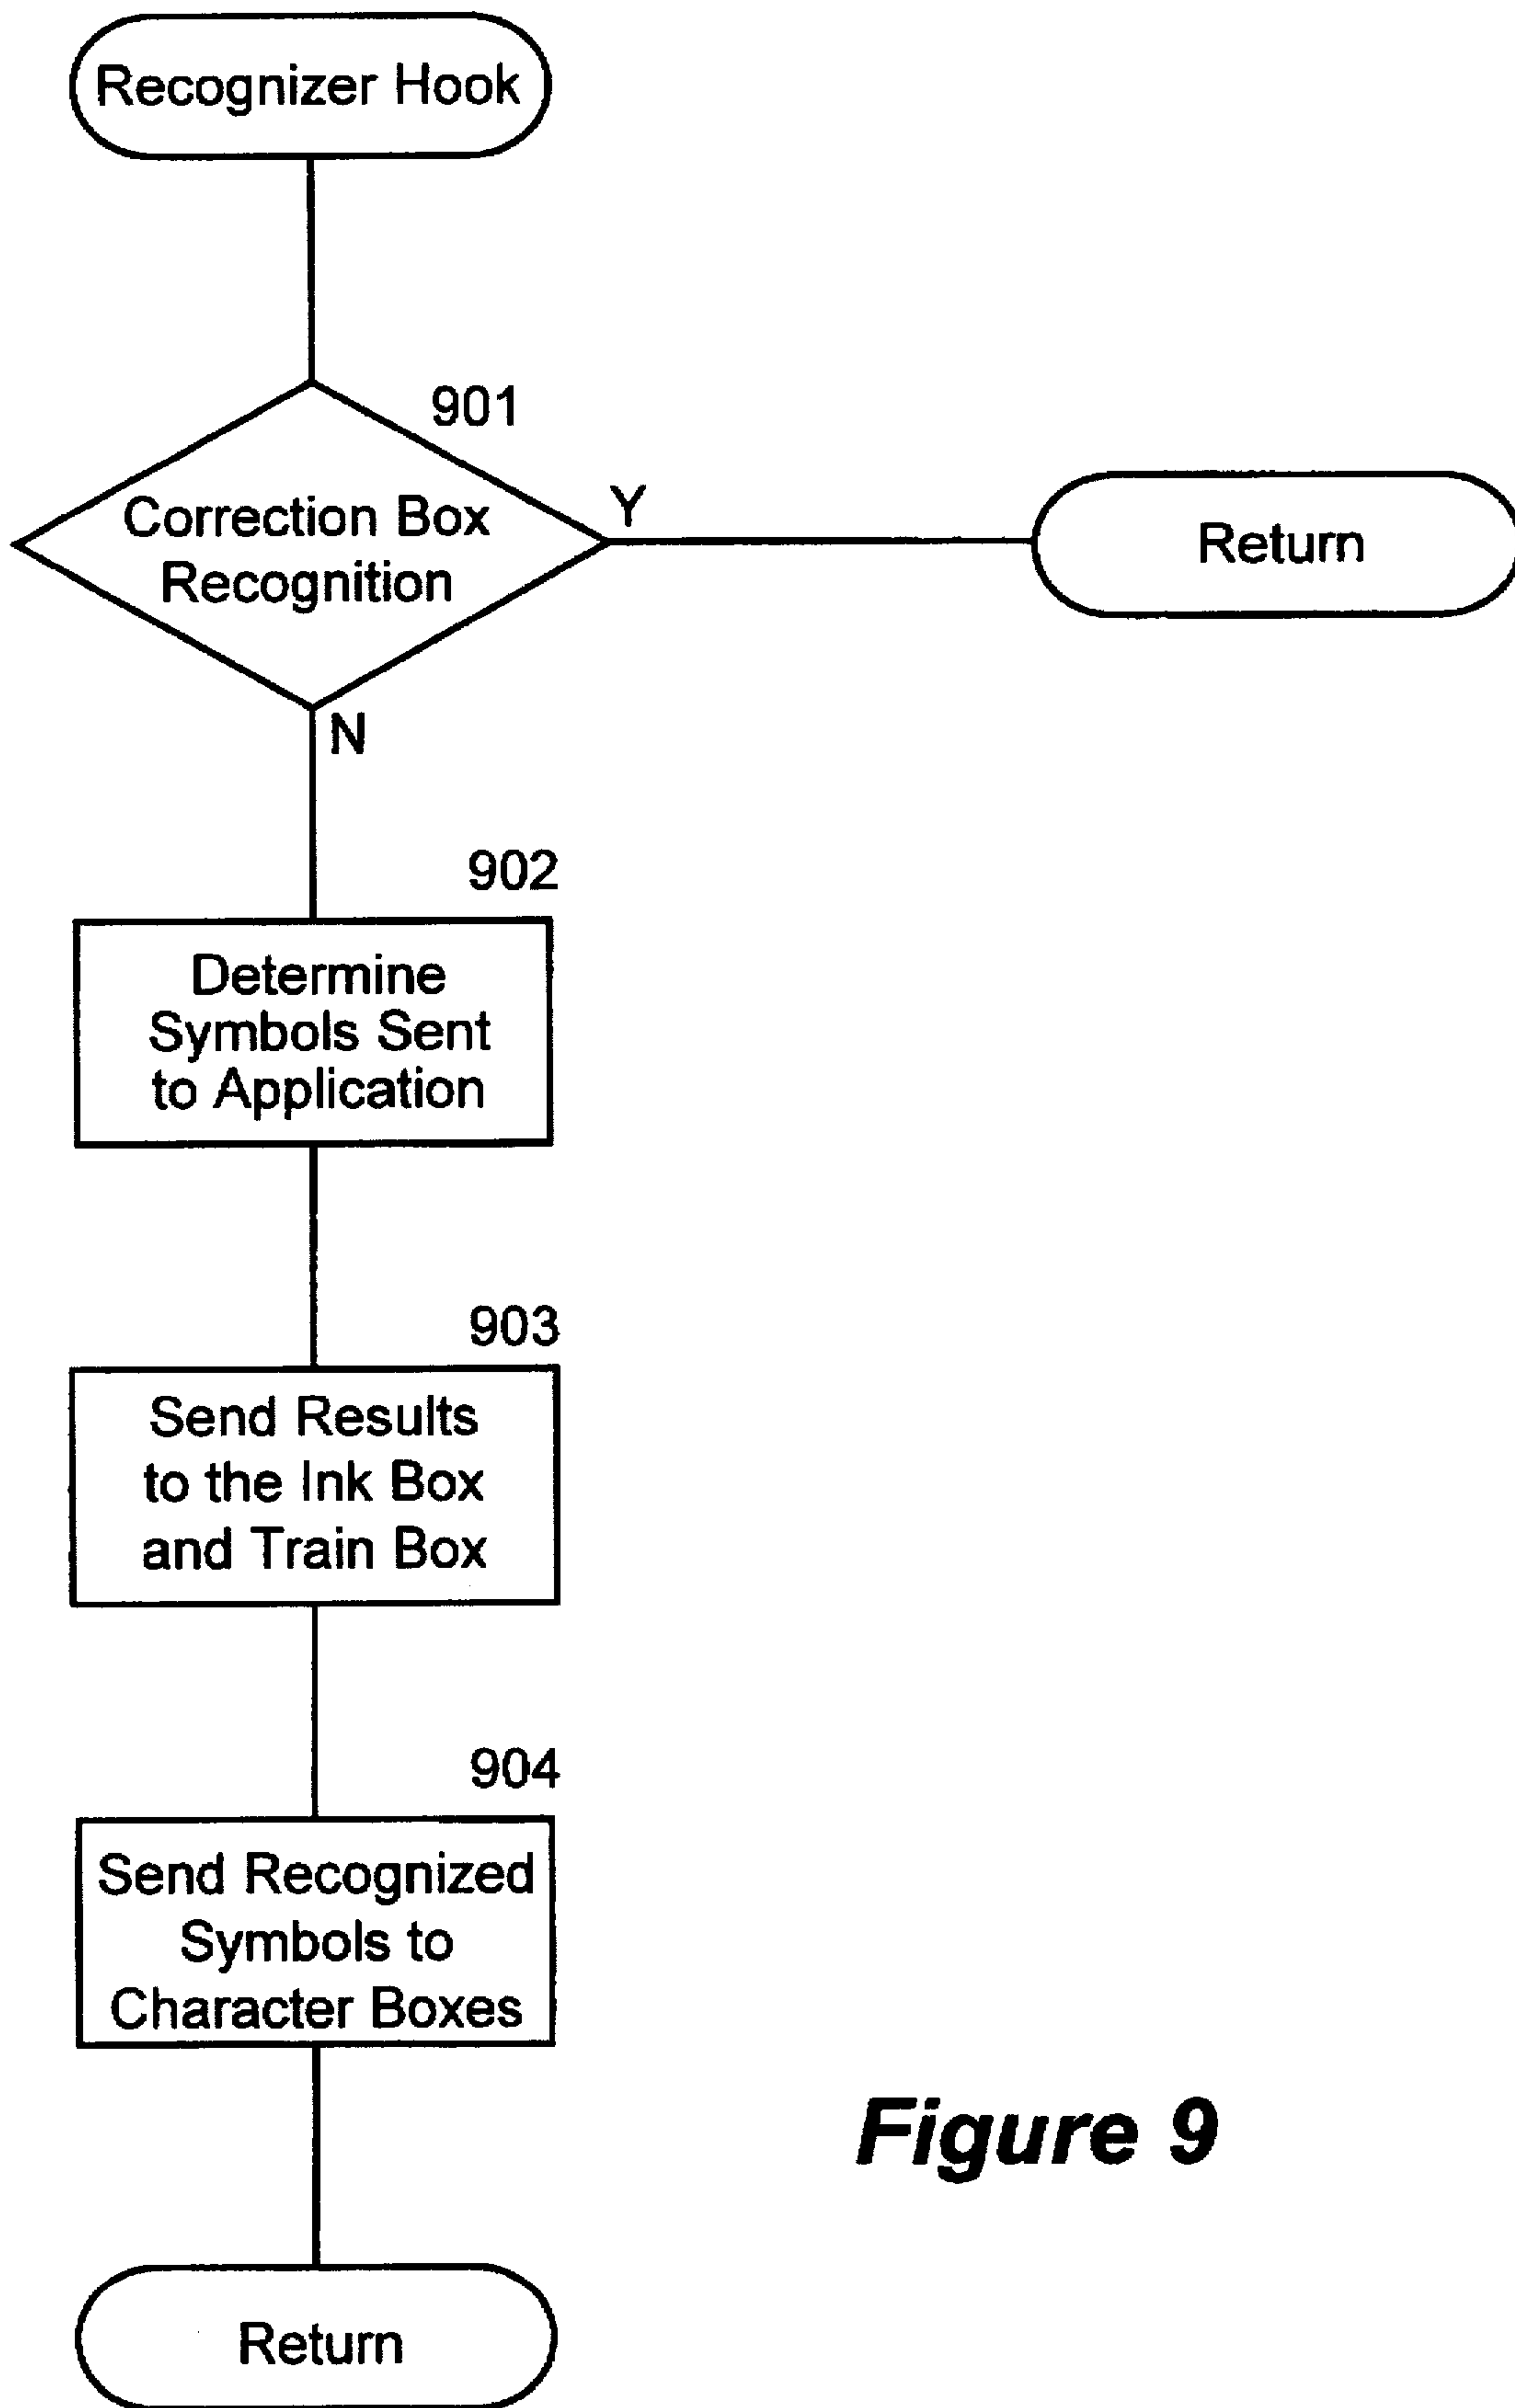 Recognizer Hook
901
Correction Box
Recognition
Y
Return
N
902
Determine
Symbols Sent
to Application
903
Send Results
to the Ink Box
and Train Box
904
Send Recognized
Symbols to
Character Boxes
Figure 9
Return